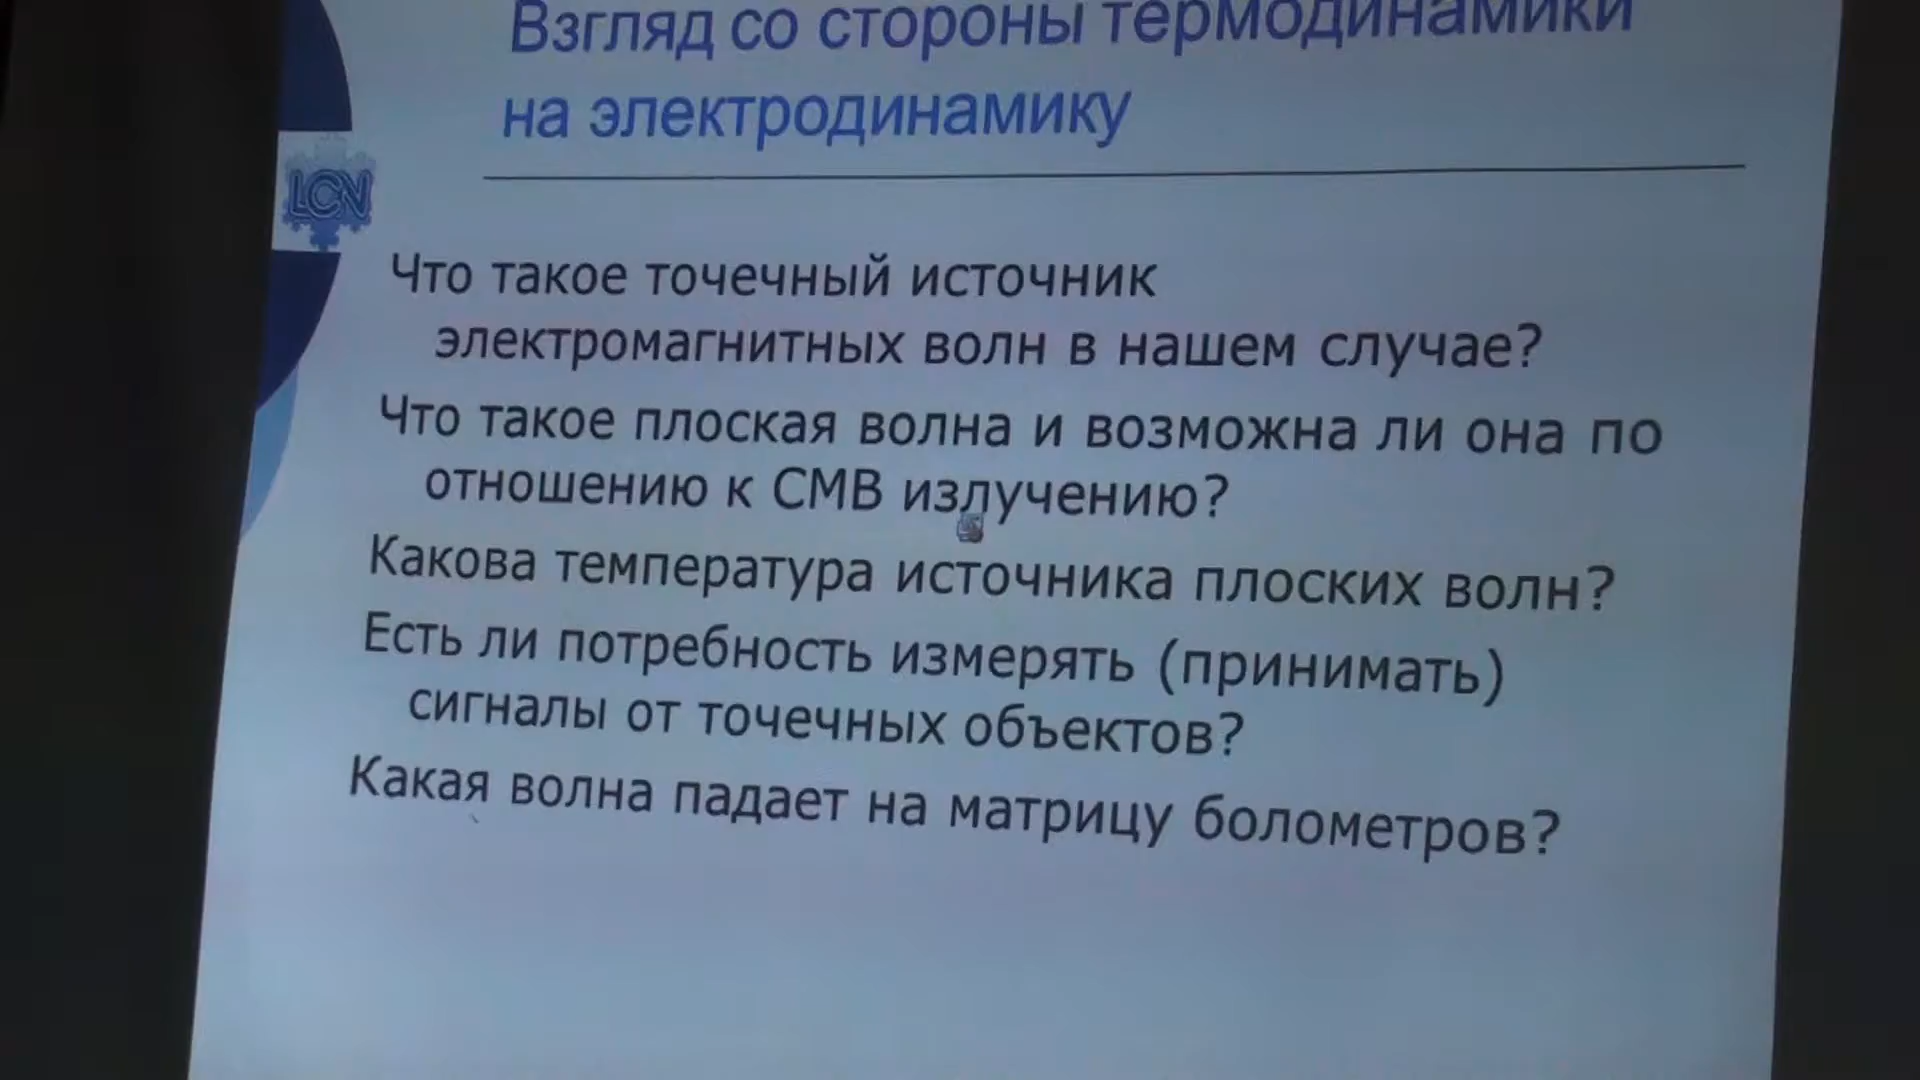 Взгляд со стороны термодинамики
на электродинамику
LCN
Что такое точечный источник
электромагнитных волн в нашем случае?
Что такое плоская волна и возможна ли она по
отношению к СМВ излучению?
Какова температура источника плоских волн?
Есть ли потребность измерять (принимать)
сигналы от точечных объектов?
Какая волна падает на матрицу болометров?